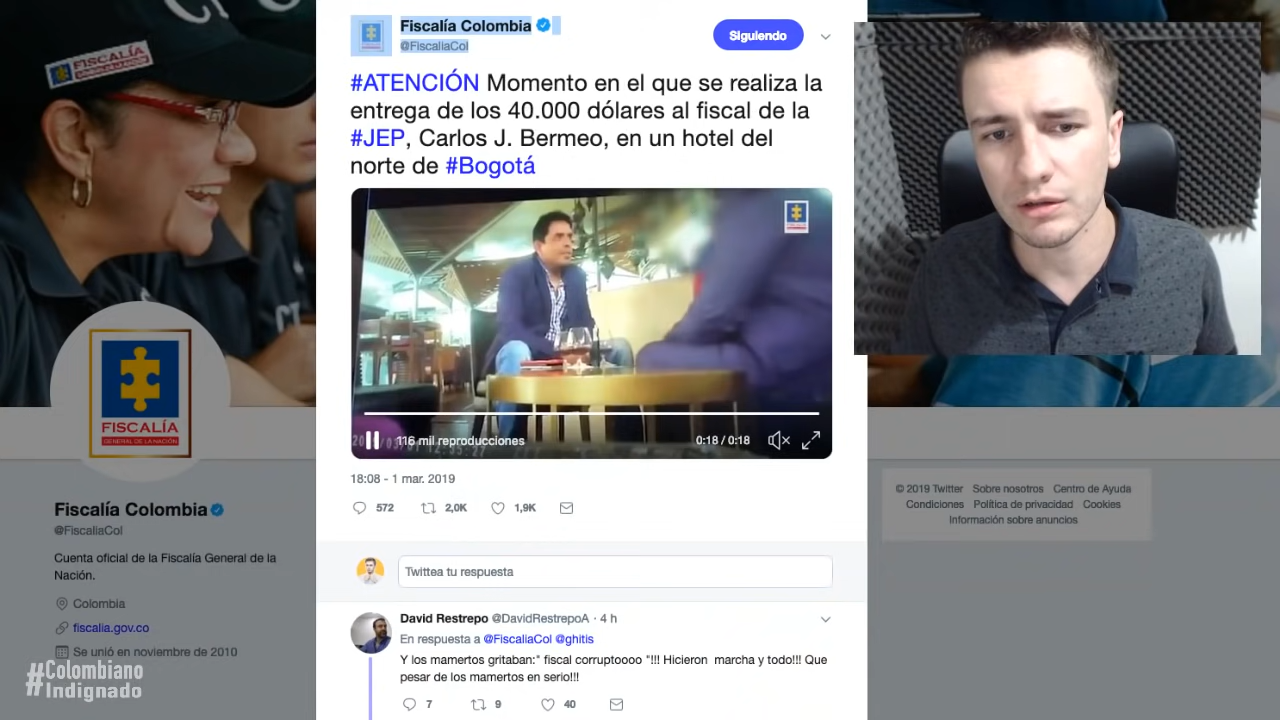 FISCALÍA
Fiscalía Colombia
@FiscaliaCol
Siguiendo
#ATENCIÓN Momento en el que se realiza la
entrega de los 40.000 dólares al fiscal de la
#JEP, Carlos J. Bermeo, en un hotel del
norte de #Bogotá
116 mil reproducciones
0:18 / 0:18
18:08 - 1 mar. 2019
572 2,0K 1,9K
Twittea tu respuesta
David Restrepo @DavidRestrepoA · 4 h
En respuesta a @FiscaliaCol @ghitis
Y los mamertos gritaban:" fiscal corruptoooo "!!! Hicieron marcha y todo!!! Que
pesar de los mamertos en serio!!!
7 9 40
FISCALÍA
GENERAL DE LA NACIÓN
Fiscalía Colombia
@FiscaliaCol
Cuenta oficial de la Fiscalía General de la
Nación.
Colombia
fiscalia.gov.co
Se unió en noviembre de 2010
#Colombiano
Indignado
© 2019 Twitter Sobre nosotros Centro de Ayuda
Condiciones Política de privacidad Cookies
Información sobre anuncios